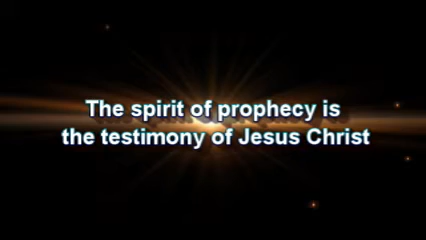 The spirit of prophecy is
the testimony of Jesus Christ